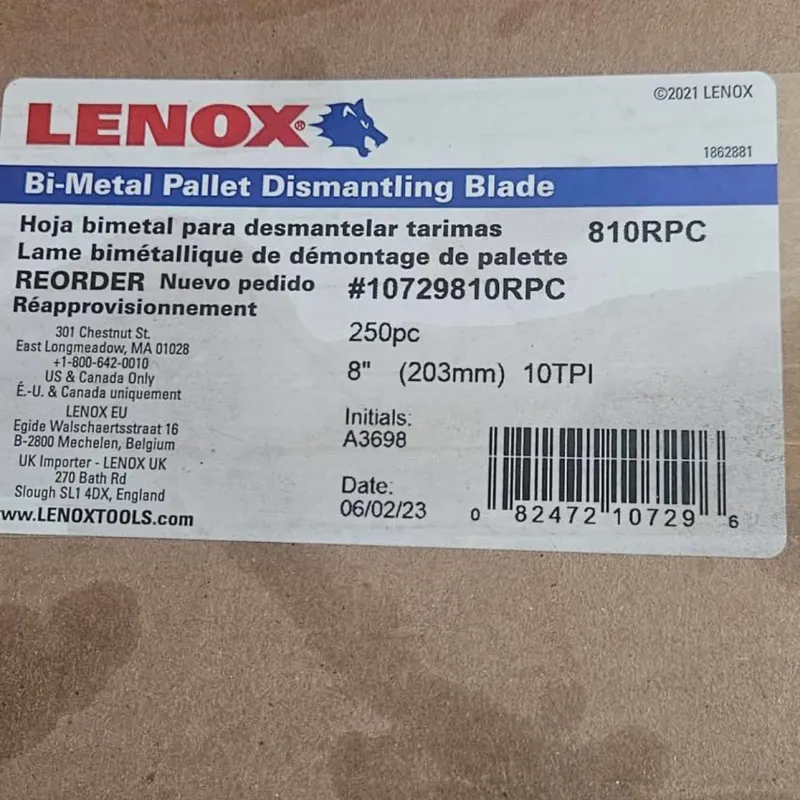 ©2021 LENOX
LENOX®
1862881
Bi-Metal Pallet Dismantling Blade
Hoja bimetal para desmantelar tarimas
810RPC
Lame bimétallique de démontage de palette
REORDER Nuevo pedido #10729810RPC
Réapprovisionnement
301 Chestnut St.
East Longmeadow, MA 01028
+1-800-642-0010
US & Canada Only
É.-U. & Canada uniquement
LENOX EU
Egide Walschaertsstraat 16
B-2800 Mechelen, Belgium
UK Importer - LENOX UK
270 Bath Rd
Slough SL1 4DX, England
www.LENOXTOOLS.com
250pc
8" (203mm) 10TPI
Initials:
A3698
Date:
06/02/23
0 82472 10729 6